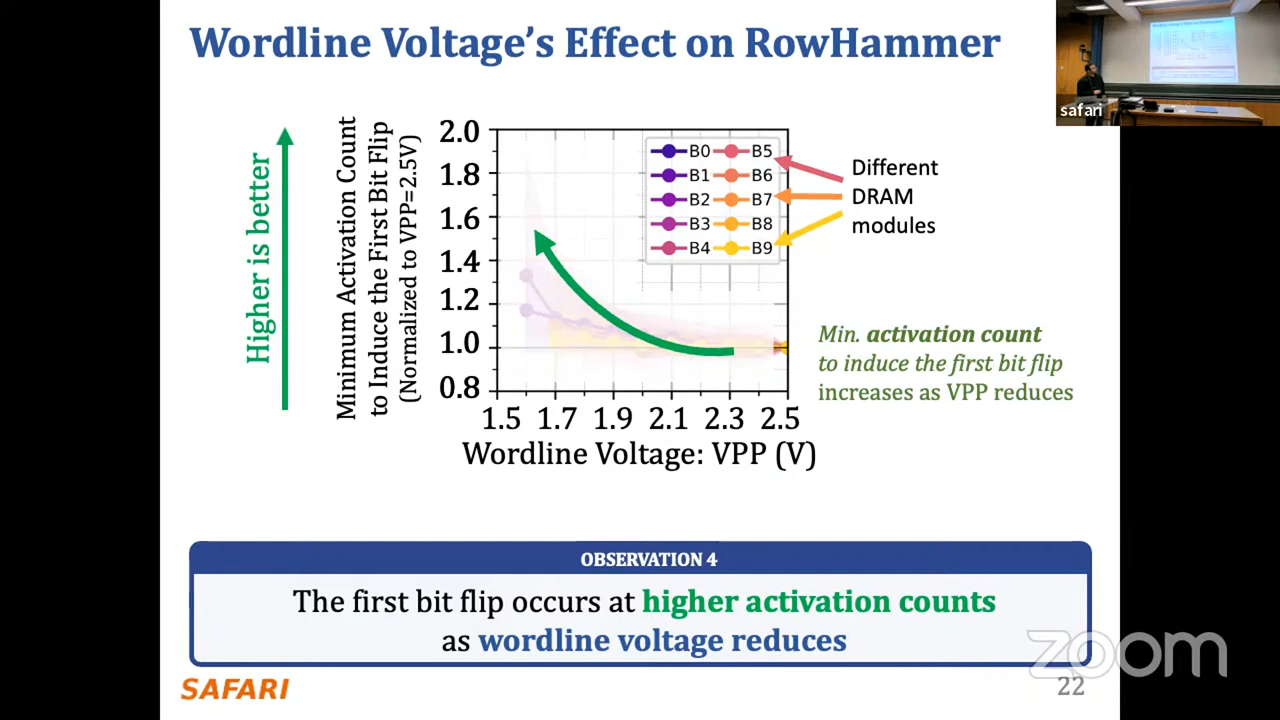 Wordline Voltage's Effect on RowHammer
safari
Higher is better
Minimum Activation Count
to Induce the First Bit Flip
(Normalized to VPP=2.5V)
2.0
1.8
1.6
1.4
1.2
1.0
0.8
1.5 1.7 1.9 2.1 2.3 2.5
Wordline Voltage: VPP (V)
B0 B5
B1 B6
B2 B7
B3 B8
B4 B9
Different
DRAM
modules
Min. activation count
to induce the first bit flip
increases as VPP reduces
OBSERVATION 4
The first bit flip occurs at higher activation counts
as wordline voltage reduces
zoom
SAFARI
22